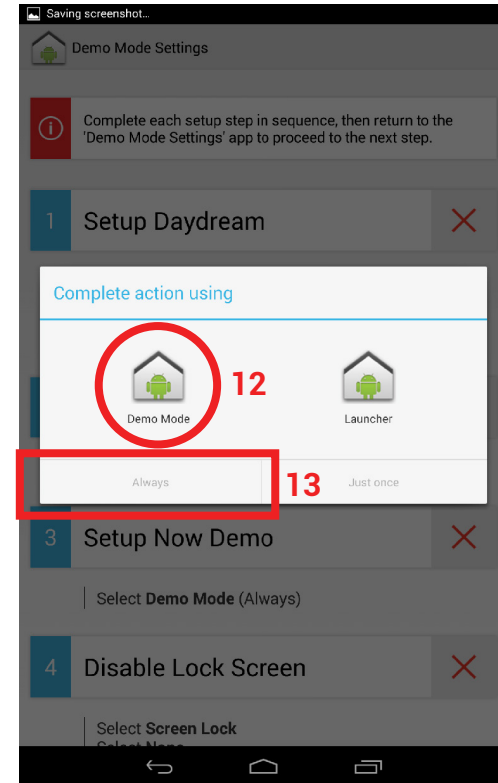 Saving screenshot...
Demo Mode Settings
Complete each setup step in sequence, then return to the
'Demo Mode Settings' app to proceed to the next step.
1
Setup Daydream
Complete action using
12
Demo Mode
Launcher
Always
13
Just once
3
Setup Now Demo
Select Demo Mode (Always)
4
Disable Lock Screen
Select Screen Lock
Select None